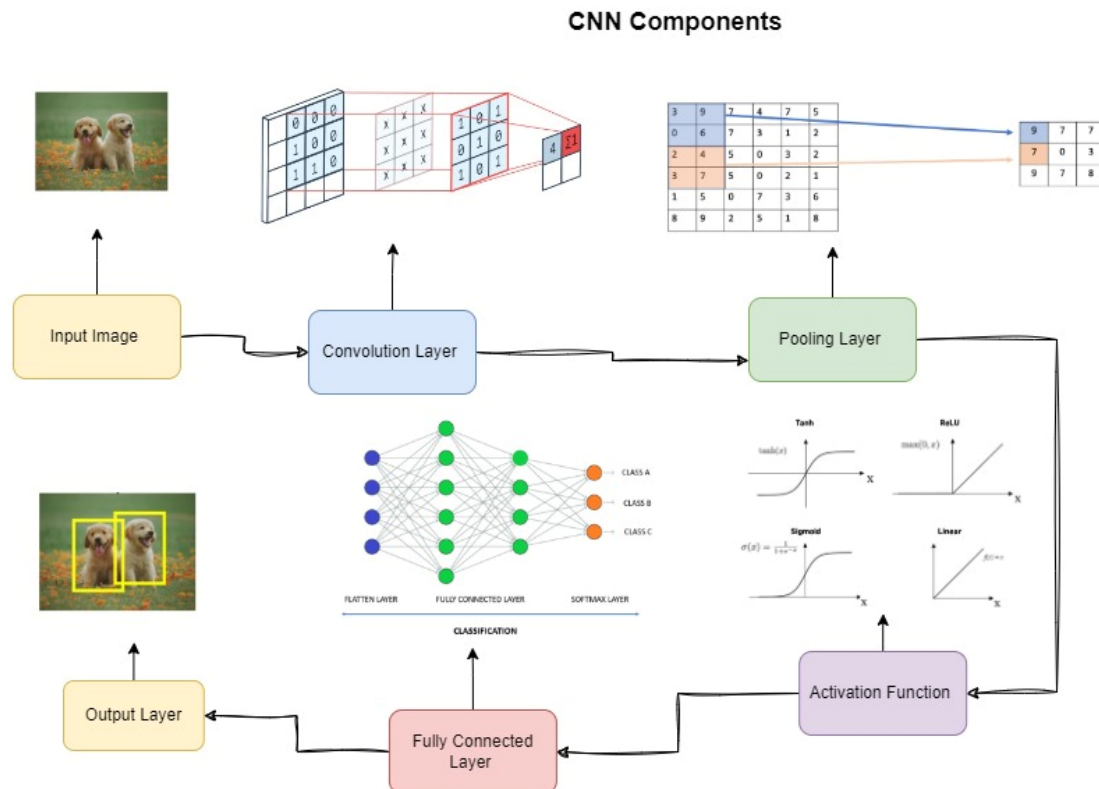 CNN Components
0 0 0
1 0 0
1 1 0
x x x
x x x
x x x
1 0 1
0 1 0
1 0 1
4 Σ1
3 9 7 4 7 5
0 6 7 3 1 2
2 4 5 0 3 2
3 7 5 0 2 1
1 5 0 7 3 6
8 9 2 5 1 8
9 7 7
7 0 3
9 7 8
Input Image
Convolution Layer
Pooling Layer
Tanh
tanh(x)
X
ReLU
max(0, x)
X
Sigmoid
σ(x) = 1/(1+e^-x)
X
Linear
f(x) = x
X
CLASS A
CLASS B
CLASS C
FLATTEN LAYER
FULLY CONNECTED LAYER
SOFTMAX LAYER
CLASSIFICATION
Activation Function
Fully Connected
Layer
Output Layer